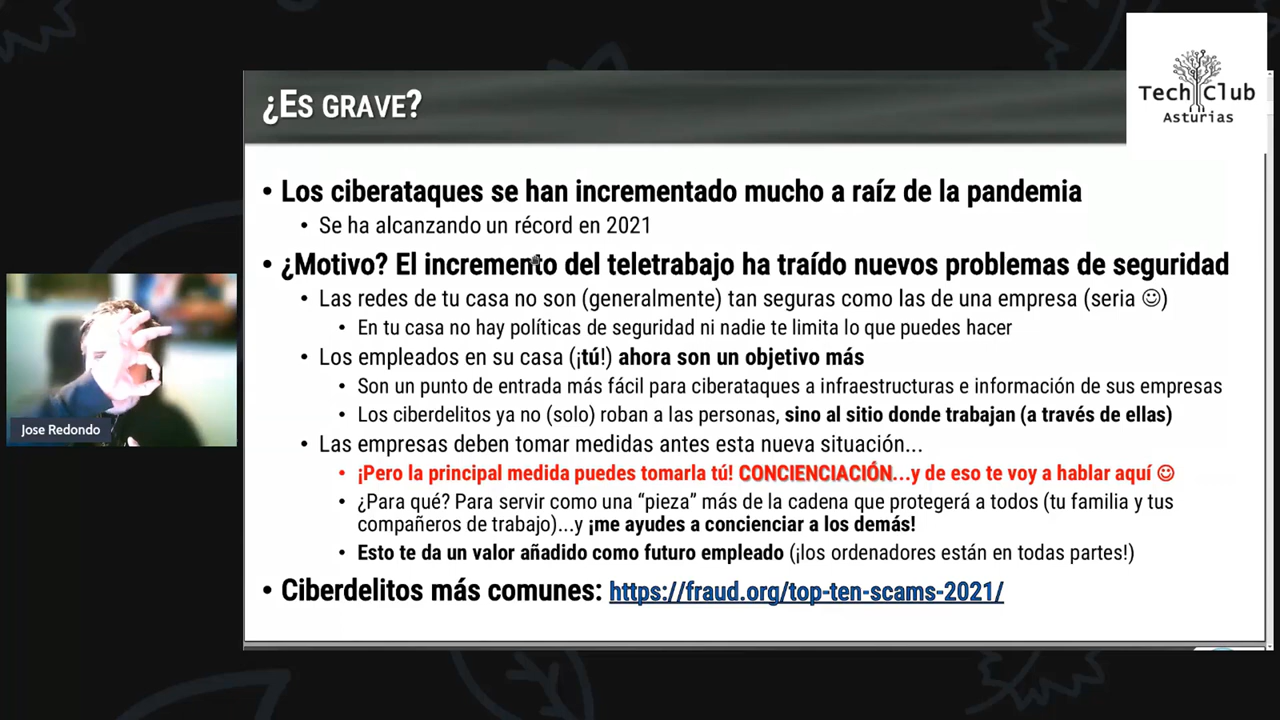 Tech Club
Asturias
¿ES GRAVE?
• Los ciberataques se han incrementado mucho a raíz de la pandemia
• Se ha alcanzando un récord en 2021
• ¿Motivo? El incremento del teletrabajo ha traído nuevos problemas de seguridad
• Las redes de tu casa no son (generalmente) tan seguras como las de una empresa (seria ☺)
• En tu casa no hay políticas de seguridad ni nadie te limita lo que puedes hacer
• Los empleados en su casa (¡tú!) ahora son un objetivo más
• Son un punto de entrada más fácil para ciberataques a infraestructuras e información de sus empresas
• Los ciberdelitos ya no (solo) roban a las personas, sino al sitio donde trabajan (a través de ellas)
• Las empresas deben tomar medidas antes esta nueva situación...
• ¡Pero la principal medida puedes tomarla tú! CONCIENCIACIÓN...y de eso te voy a hablar aquí ☺
• ¿Para qué? Para servir como una “pieza” más de la cadena que protegerá a todos (tu familia y tus
compañeros de trabajo)...y ¡me ayudes a concienciar a los demás!
• Esto te da un valor añadido como futuro empleado (¡los ordenadores están en todas partes!)
• Ciberdelitos más comunes: https://fraud.org/top-ten-scams-2021/
Jose Redondo